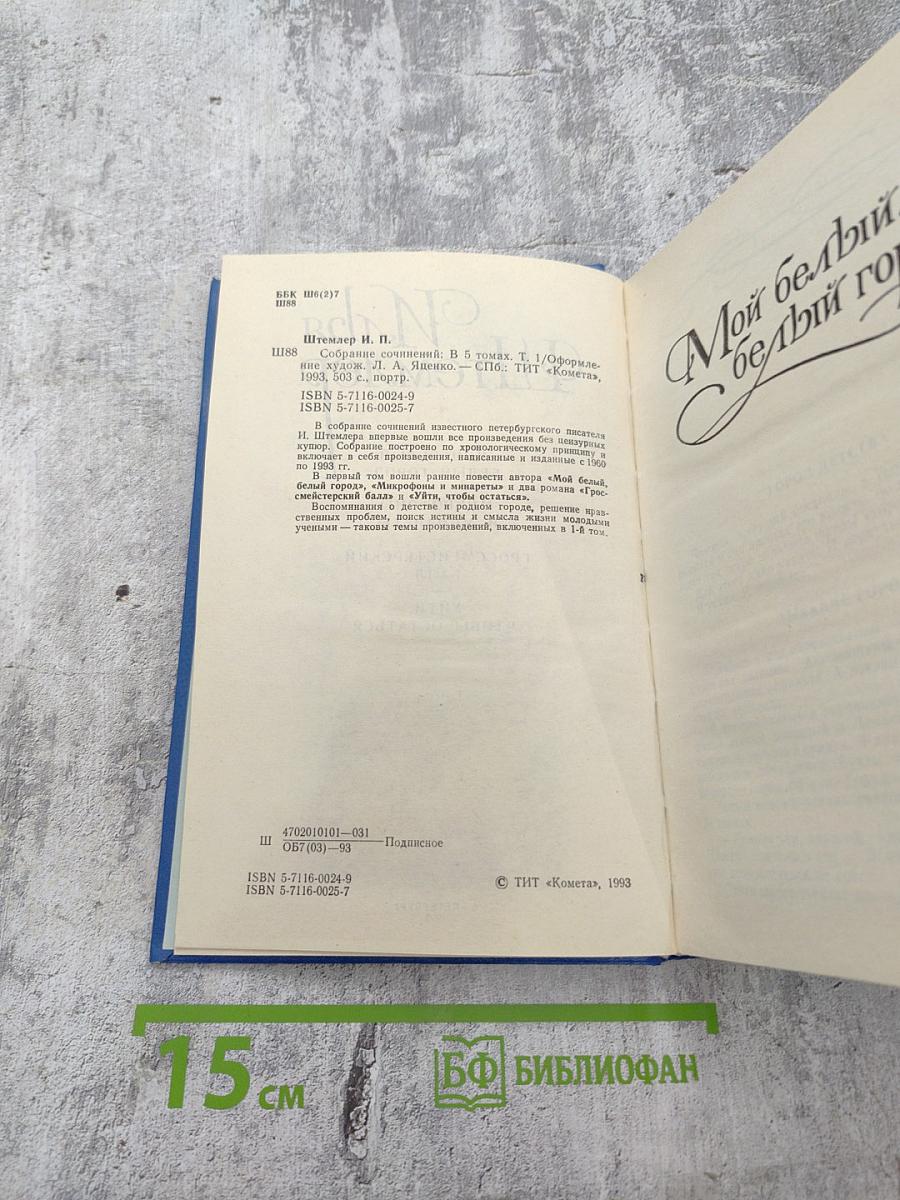 ББК Ш6(2)7
Ш88
Штемлер И. П.
Ш88 Собрание сочинений: В 5 томах. Т. 1/Оформле-
ние худож. Л. А. Яценко. — СПб.: ТИТ «Комета»,
1993, 503 с., портр.
ISBN 5-7116-0024-9
ISBN 5-7116-0025-7
В собрание сочинений известного петербургского писателя
И. Штемлера впервые вошли все произведения без цензурных
купюр. Собрание построено по хронологическому принципу и
включает в себя произведения, написанные и изданные с 1960
по 1993 гг.
В первый том вошли ранние повести автора «Мой белый,
белый город», «Микрофоны и минареты» и два романа «Грос-
смейстерский балл» и «Уйти, чтобы остаться».
Воспоминания о детстве и родном городе, решение нрав-
ственных проблем, поиск истины и смысла жизни молодыми
учеными — таковы темы произведений, включенных в 1-й том.
Ш 4702010101—031
ОБ7(03)—93 Подписное
ISBN 5-7116-0024-9
ISBN 5-7116-0025-7
© ТИТ «Комета», 1993
Мой белый,
белый гор
15 см
БФ БИБЛИОФАН